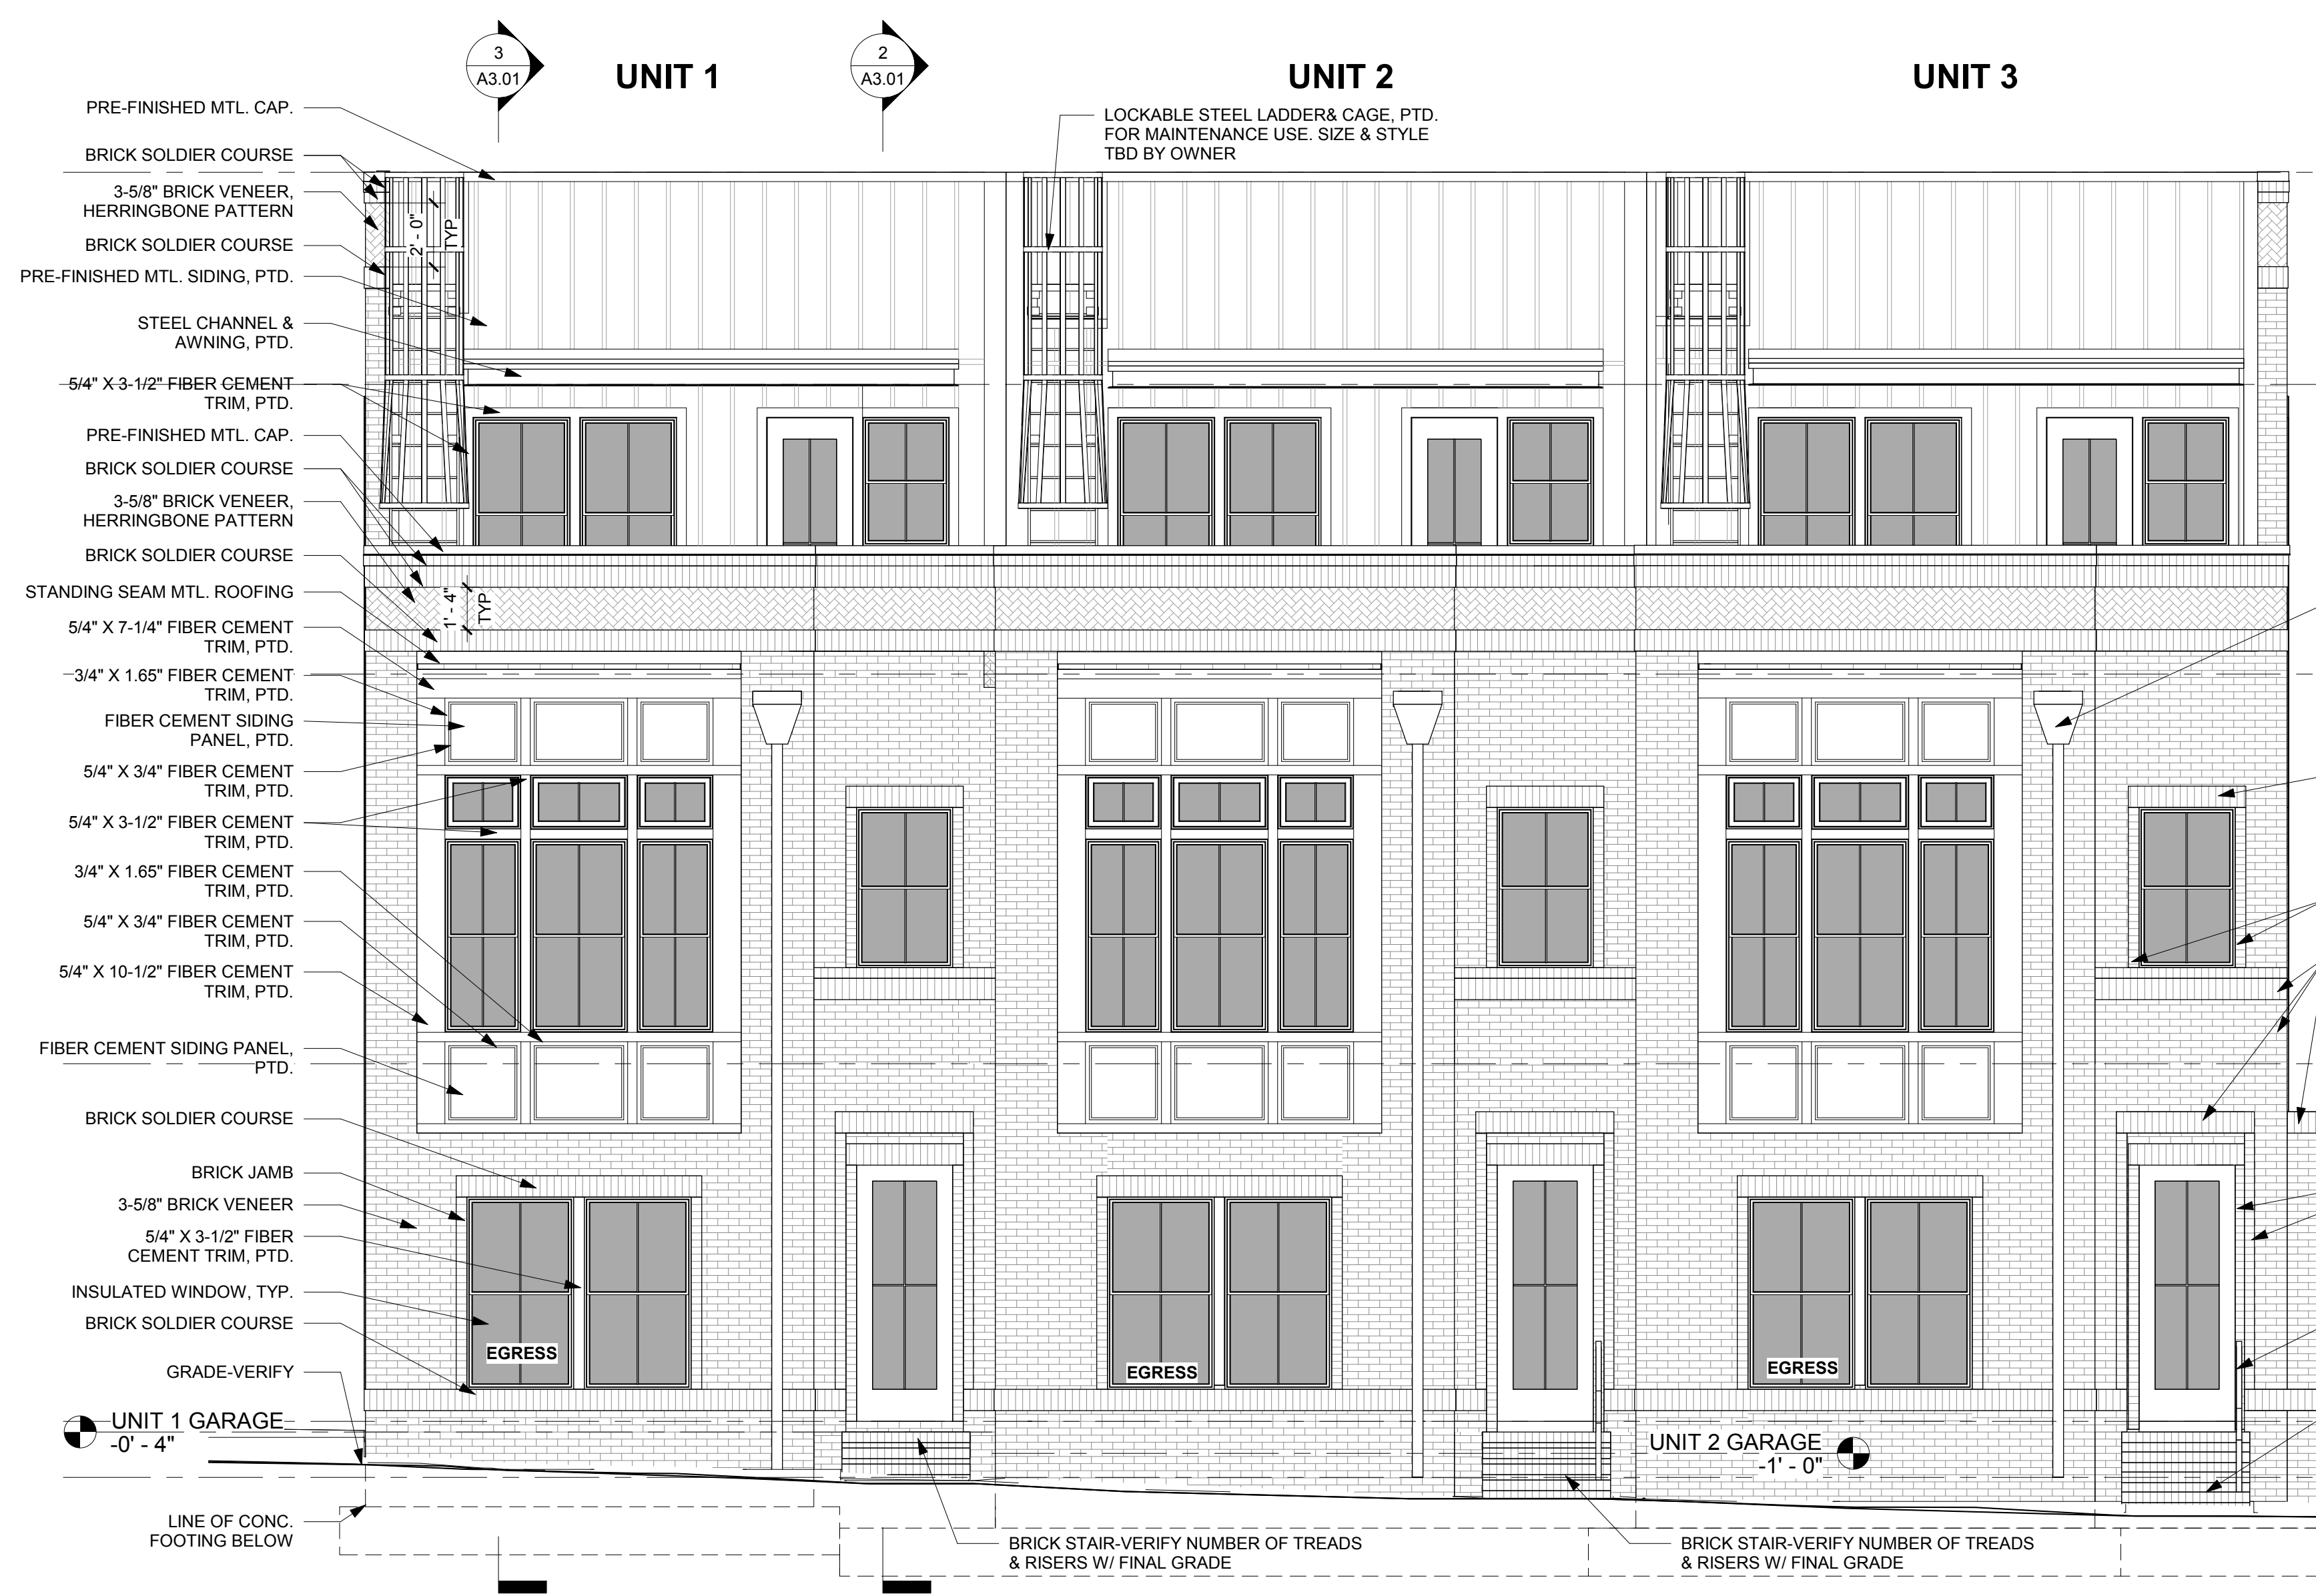 3
A3.01
UNIT 1
2
A3.01
UNIT 2
UNIT 3
PRE-FINISHED MTL. CAP.
LOCKABLE STEEL LADDER& CAGE, PTD.
FOR MAINTENANCE USE. SIZE & STYLE
TBD BY OWNER
BRICK SOLDIER COURSE
3-5/8" BRICK VENEER,
HERRINGBONE PATTERN
BRICK SOLDIER COURSE
PRE-FINISHED MTL. SIDING, PTD.
2' - 0"
TYP
STEEL CHANNEL &
AWNING, PTD.
5/4" X 3-1/2" FIBER CEMENT
TRIM, PTD.
PRE-FINISHED MTL. CAP.
BRICK SOLDIER COURSE
3-5/8" BRICK VENEER,
HERRINGBONE PATTERN
BRICK SOLDIER COURSE
STANDING SEAM MTL. ROOFING
1' - 4"
TYP
5/4" X 7-1/4" FIBER CEMENT
TRIM, PTD.
3/4" X 1.65" FIBER CEMENT
TRIM, PTD.
FIBER CEMENT SIDING
PANEL, PTD.
5/4" X 3/4" FIBER CEMENT
TRIM, PTD.
5/4" X 3-1/2" FIBER CEMENT
TRIM, PTD.
3/4" X 1.65" FIBER CEMENT
TRIM, PTD.
5/4" X 3/4" FIBER CEMENT
TRIM, PTD.
5/4" X 10-1/2" FIBER CEMENT
TRIM, PTD.
FIBER CEMENT SIDING PANEL,
PTD.
BRICK SOLDIER COURSE
BRICK JAMB
3-5/8" BRICK VENEER
5/4" X 3-1/2" FIBER
CEMENT TRIM, PTD.
INSULATED WINDOW, TYP.
BRICK SOLDIER COURSE
EGRESS
EGRESS
EGRESS
GRADE-VERIFY
UNIT 1 GARAGE
-0' - 4"
UNIT 2 GARAGE
-1' - 0"
LINE OF CONC.
FOOTING BELOW
BRICK STAIR-VERIFY NUMBER OF TREADS
& RISERS W/ FINAL GRADE
BRICK STAIR-VERIFY NUMBER OF TREADS
& RISERS W/ FINAL GRADE